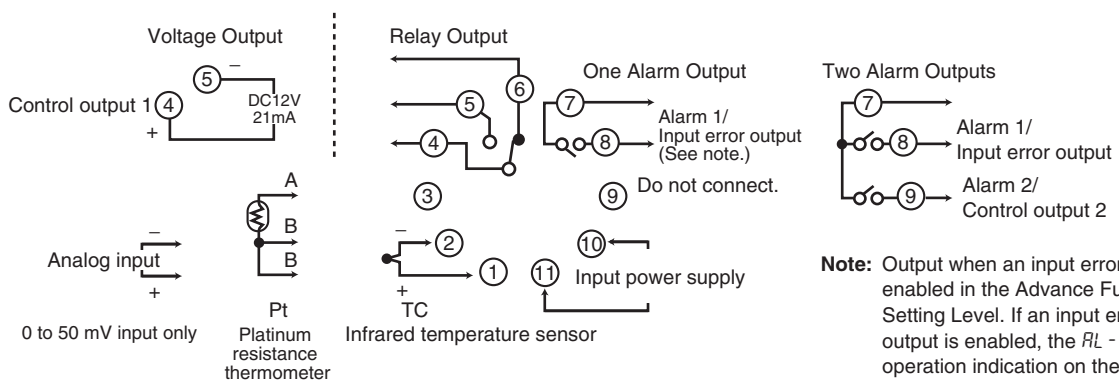 Voltage Output
Relay Output
One Alarm Output
Two Alarm Outputs
5 −
6
7
7
Control output 1 4
DC12V
21mA
+
5
4
8
Alarm 1/
Input error output
(See note.)
8
Alarm 1/
Input error output
3
9 Do not connect.
9
Alarm 2/
Control output 2
A
B
B
−
Analog input
+
−
2
1
+
10
11 Input power supply
Pt
TC
0 to 50 mV input only
Platinum
resistance
thermometer
Infrared temperature sensor
Note: Output when an input error
enabled in the Advance Fu
Setting Level. If an input er
output is enabled, the AL -
operation indication on the